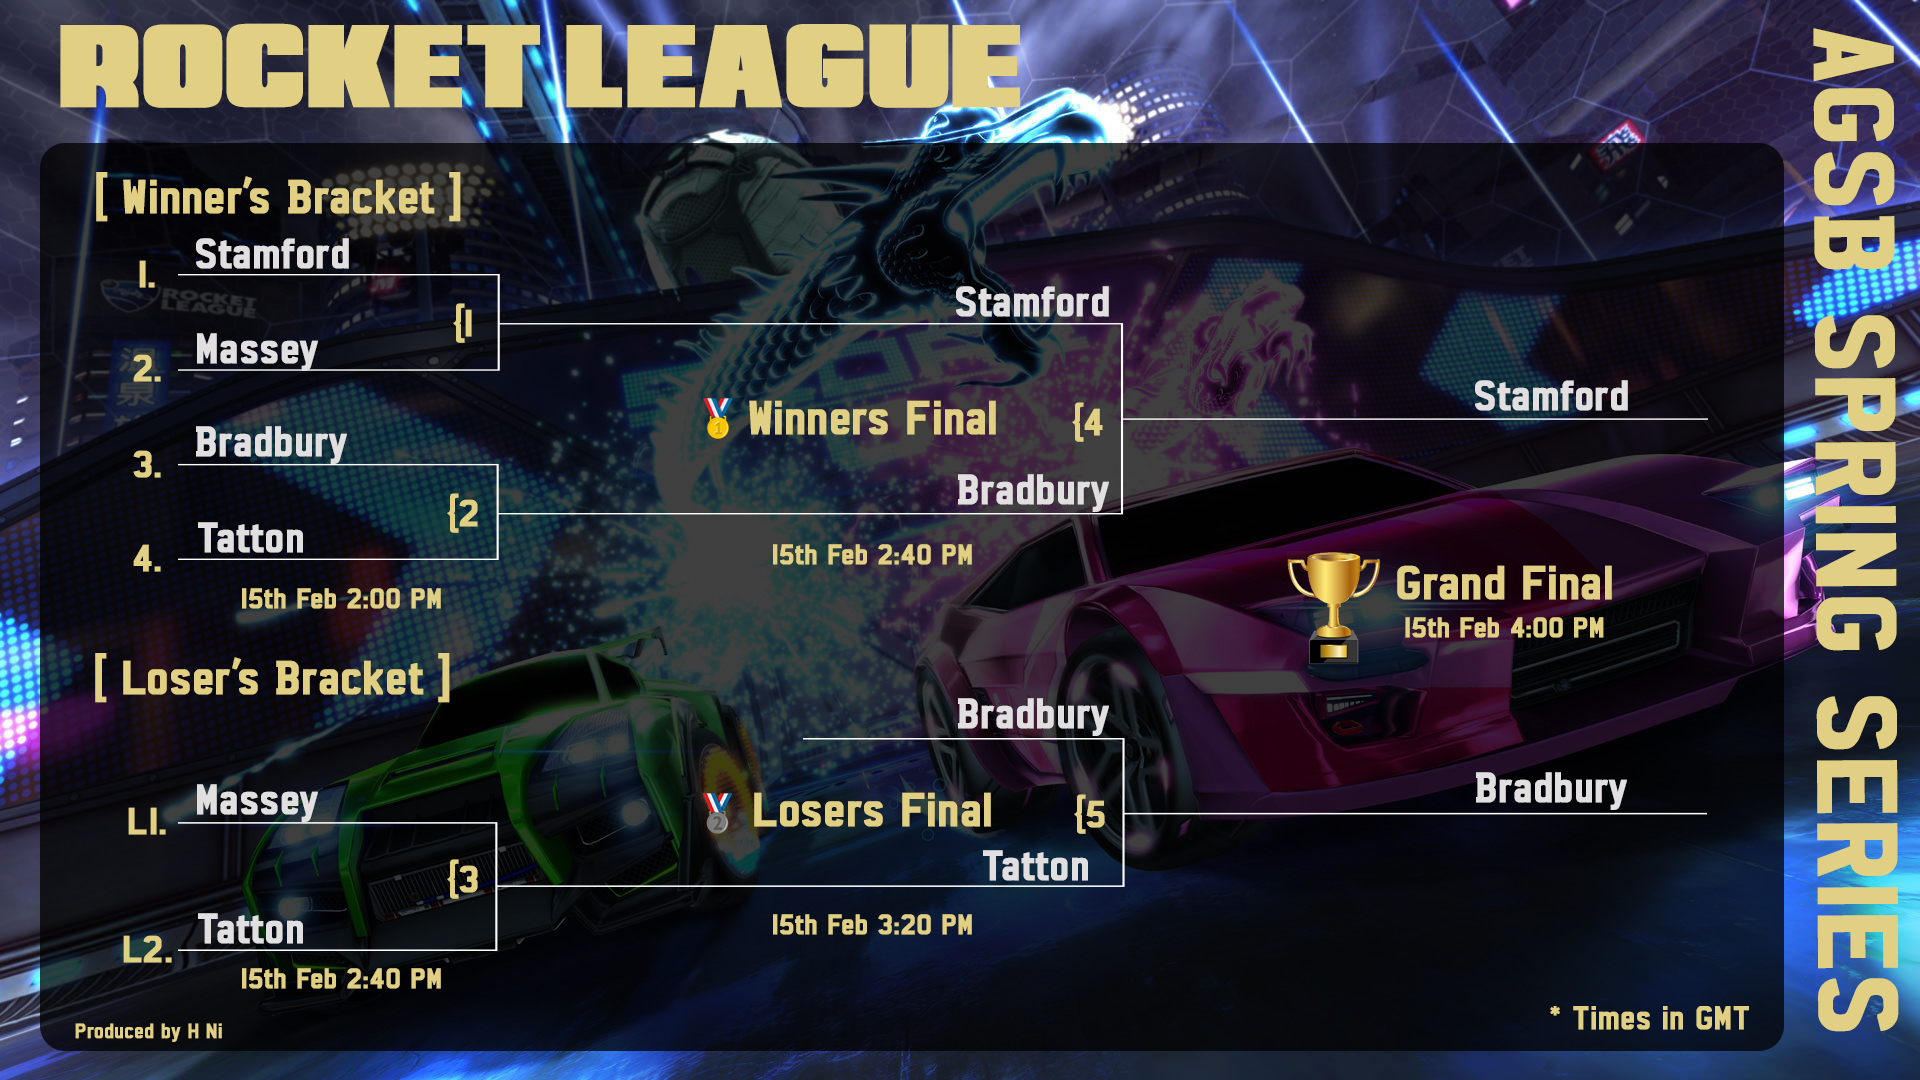 ROCKET LEAGUE
AGSB SPRING SERIES
[ Winner's Bracket ]
1.
Stamford
{1
2.
Massey
3.
Bradbury
{2
4.
Tatton
15th Feb 2:00 PM
Stamford
Winners Final
{4
Bradbury
15th Feb 2:40 PM
Stamford
Grand Final
15th Feb 4:00 PM
[ Loser's Bracket ]
L1.
Massey
{3
L2.
Tatton
15th Feb 2:40 PM
Bradbury
Losers Final
{5
Tatton
15th Feb 3:20 PM
Bradbury
Produced by H Ni
* Times in GMT
ROCKET
LEAGUE